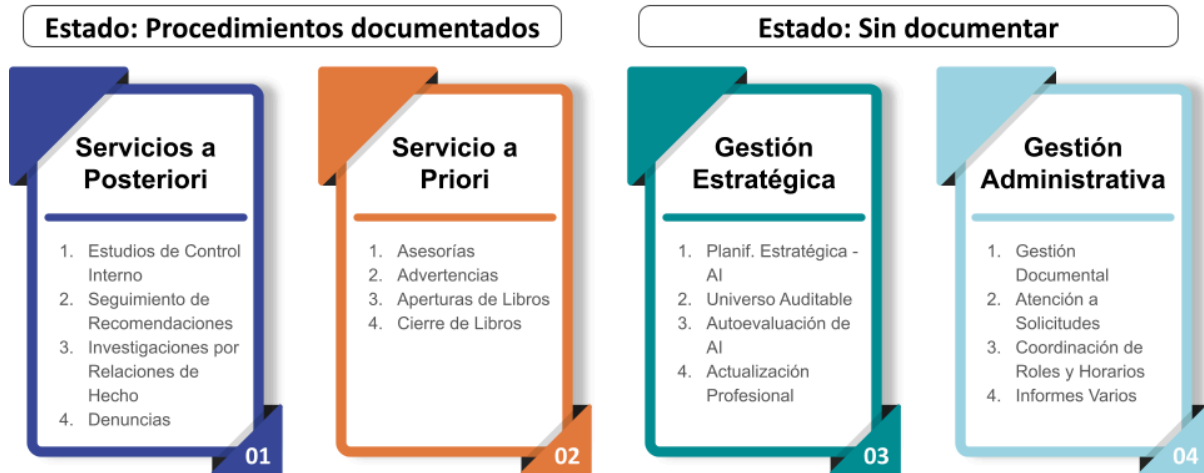 Estado: Procedimientos documentados
Estado: Sin documentar
Servicios a
Posteriori
1. Estudios de Control
Interno
2. Seguimiento de
Recomendaciones
3. Investigaciones por
Relaciones de
Hecho
4. Denuncias
01
Servicio a
Priori
1. Asesorías
2. Advertencias
3. Aperturas de Libros
4. Cierre de Libros
02
Gestión
Estratégica
1. Planif. Estratégica -
AI
2. Universo Auditable
3. Autoevaluación de
AI
4. Actualización
Profesional
03
Gestión
Administrativa
1. Gestión
Documental
2. Atención a
Solicitudes
3. Coordinación de
Roles y Horarios
4. Informes Varios
04